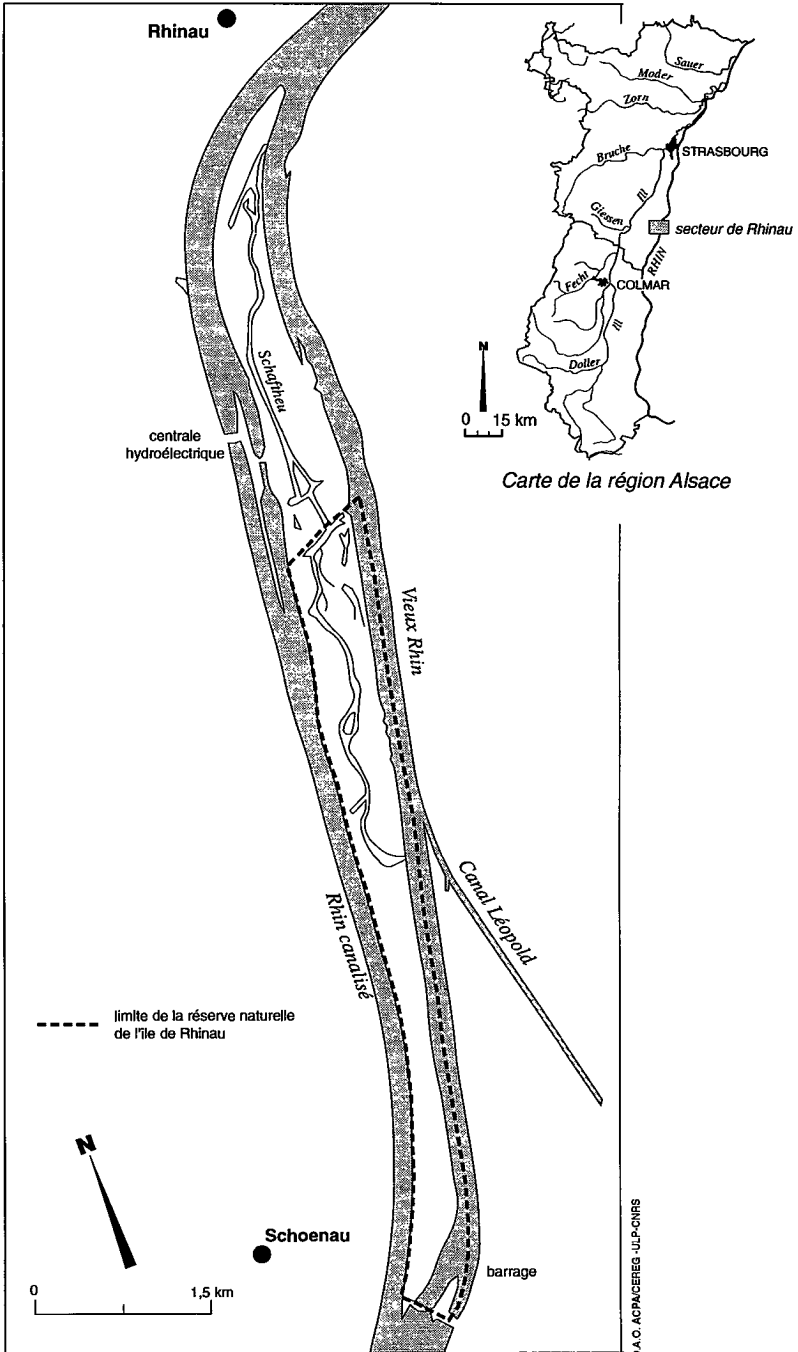 Rhinau
Sauer
Moder
Zorn
STRASBOURG
Bruche
Ill
Giessen
secteur de Rhinau
RHIN
Fecht
COLMAR
Ill
Doller
N
0 15 km
Carte de la région Alsace
Schaftheu
centrale
hydroélectrique
Vieux Rhin
Canal Léopold
Rhin canalisé
limite de la réserve naturelle
de l'île de Rhinau
N
Schoenau
barrage
0 1,5 km
.A.O. ACPA/CEREG -ULP-CNRS